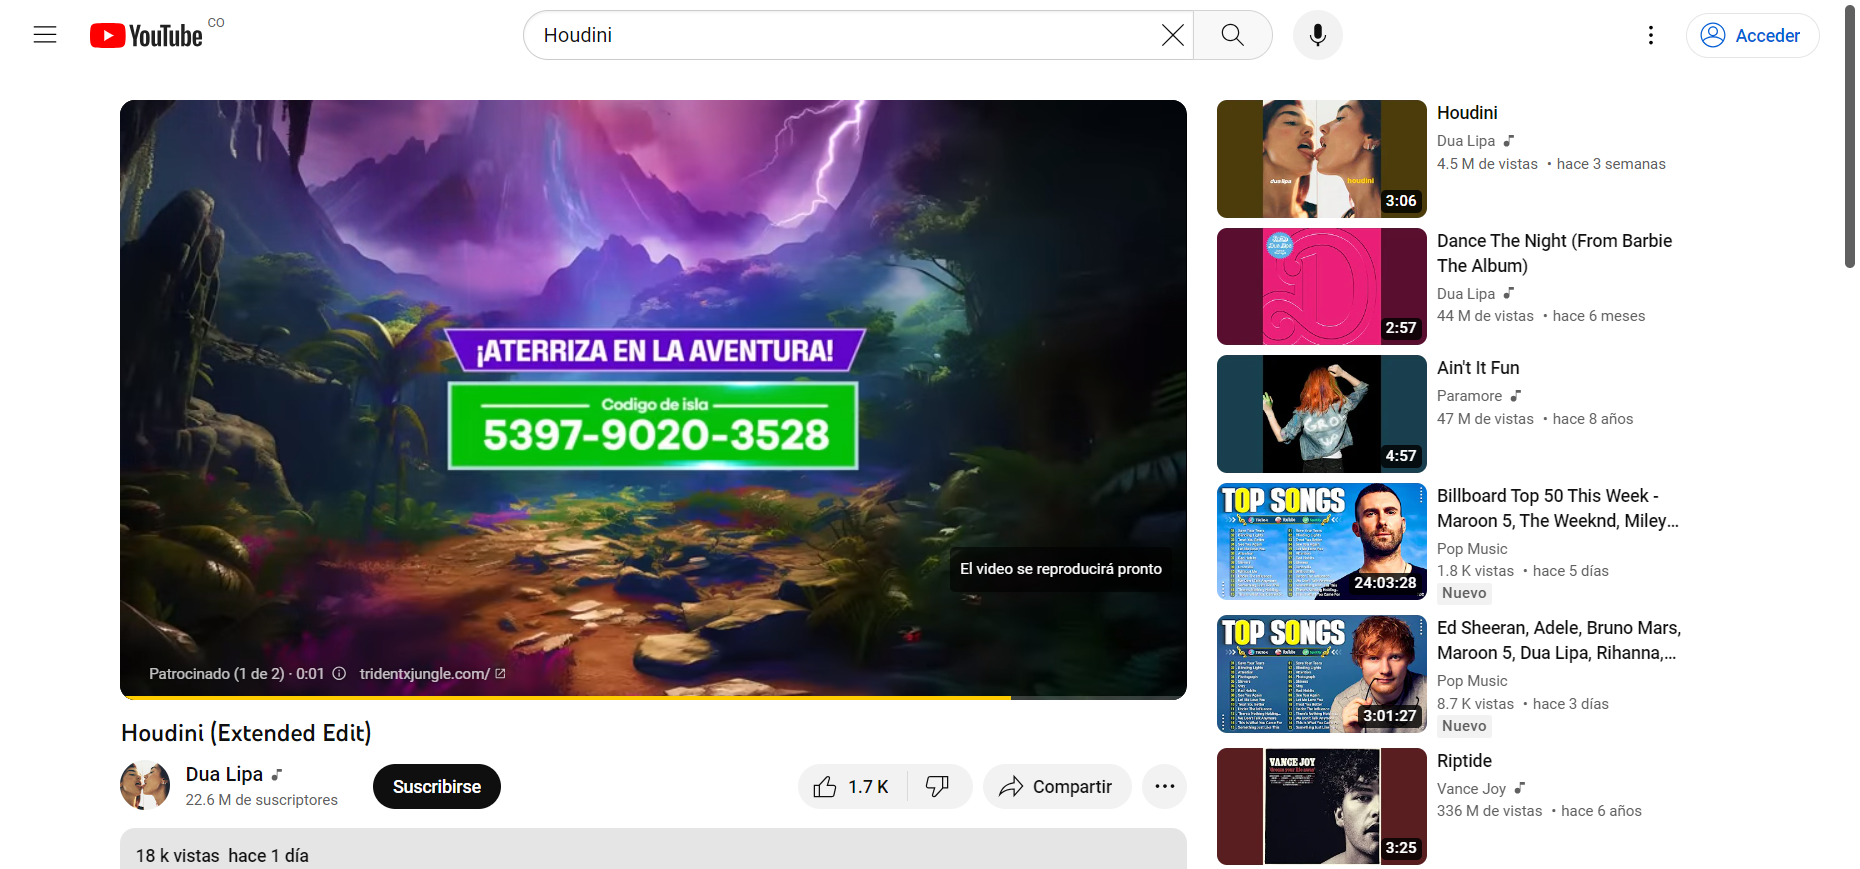 YouTube CO
Houdini
Acceder
¡ATERRIZA EN LA AVENTURA!
Codigo de isla
5397-9020-3528
El video se reproducirá pronto
Patrocinado (1 de 2) · 0:01 tridentxjungle.com/
Houdini (Extended Edit)
Dua Lipa
22.6 M de suscriptores
Suscribirse
1.7 K
Compartir
18 k vistas hace 1 día
dua lipa
houdini
3:06
Houdini
Dua Lipa
4.5 M de vistas • hace 3 semanas
2:57
Dance The Night (From Barbie
The Album)
Dua Lipa
44 M de vistas • hace 6 meses
GROW
UP
4:57
Ain't It Fun
Paramore
47 M de vistas • hace 8 años
TOP SONGS
24:03:28
Billboard Top 50 This Week -
Maroon 5, The Weeknd, Miley...
Pop Music
1.8 K vistas • hace 5 días
Nuevo
TOP SONGS
3:01:27
Ed Sheeran, Adele, Bruno Mars,
Maroon 5, Dua Lipa, Rihanna,...
Pop Music
8.7 K vistas • hace 3 días
Nuevo
VANCE JOY
3:25
Riptide
Vance Joy
336 M de vistas • hace 6 años